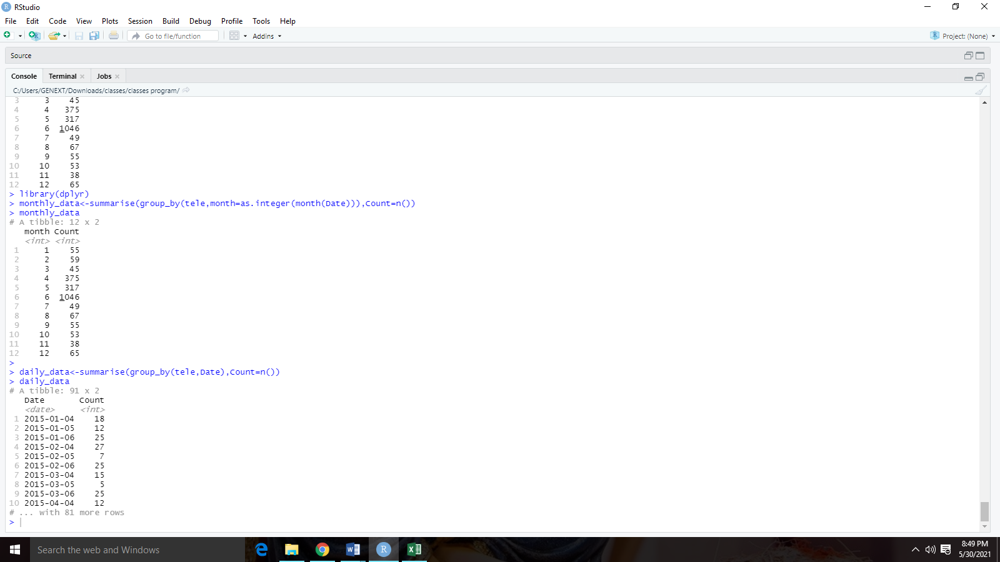 RStudio
File Edit Code View Plots Session Build Debug Profile Tools Help
Go to file/function Addins Project: (None)
Source
Console Terminal Jobs
C:/Users/GENEXT/Downloads/classes/classes program/
3 3 45
4 4 375
5 5 317
6 6 1046
7 7 49
8 8 67
9 9 55
10 10 53
11 11 38
12 12 65
> library(dplyr)
> monthly_data<-summarise(group_by(tele,month=as.integer(month(Date))),Count=n())
> monthly_data
# A tibble: 12 x 2
month Count
<int> <int>
1 1 55
2 2 59
3 3 45
4 4 375
5 5 317
6 6 1046
7 7 49
8 8 67
9 9 55
10 10 53
11 11 38
12 12 65
>
> daily_data<-summarise(group_by(tele,Date),Count=n())
> daily_data
# A tibble: 91 x 2
Date Count
<date> <int>
1 2015-01-04 18
2 2015-01-05 12
3 2015-01-06 25
4 2015-02-04 27
5 2015-02-05 7
6 2015-02-06 25
7 2015-03-04 15
8 2015-03-05 5
9 2015-03-06 25
10 2015-04-04 12
# ... with 81 more rows
>
Search the web and Windows
8:49 PM
5/30/2021